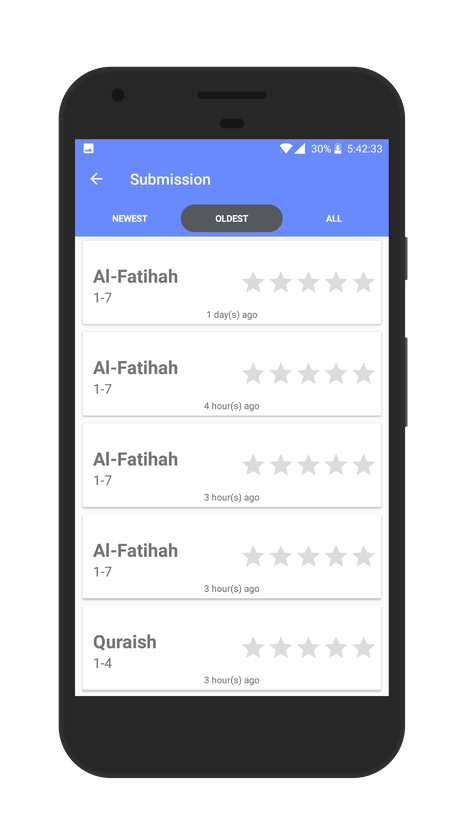 30% 5:42:33
Submission
NEWEST OLDEST ALL
Al-Fatihah
1-7
1 day(s) ago
Al-Fatihah
1-7
4 hour(s) ago
Al-Fatihah
1-7
3 hour(s) ago
Al-Fatihah
1-7
3 hour(s) ago
Quraish
1-4
3 hour(s) ago